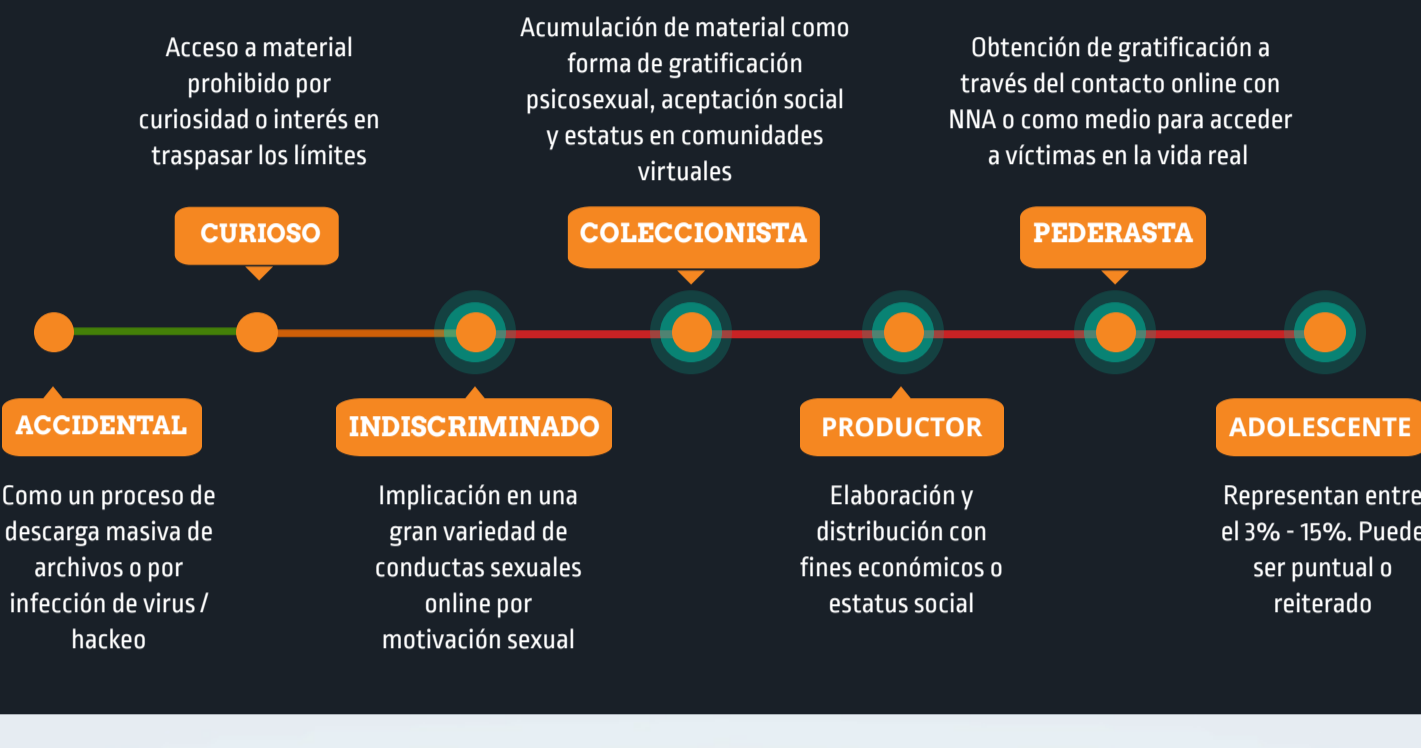 Acceso a material
prohibido por
curiosidad o interés en
traspasar los límites
CURIOSO
Acumulación de material como
forma de gratificación
psicosexual, aceptación social
y estatus en comunidades
virtuales
COLECCIONISTA
Obtención de gratificación a
través del contacto online con
NNA o como medio para acceder
a víctimas en la vida real
PEDERASTA
ACCIDENTAL
Como un proceso de
descarga masiva de
archivos o por
infección de virus /
hackeo
INDISCRIMINADO
Implicación en una
gran variedad de
conductas sexuales
online por
motivación sexual
PRODUCTOR
Elaboración y
distribución con
fines económicos o
estatus social
ADOLESCENTE
Representan entre
el 3% - 15%. Puede
ser puntual o
reiterado